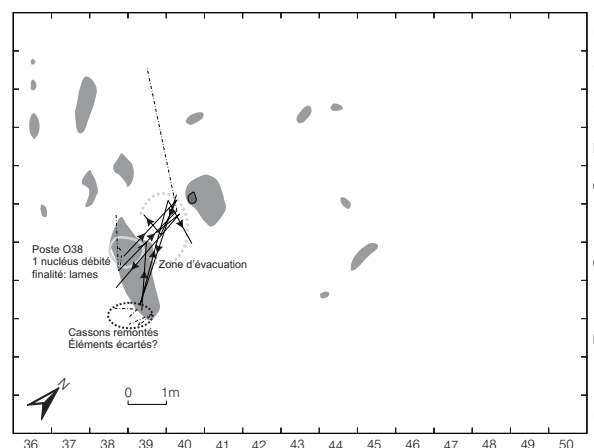 Poste O38
1 nucléus débité
finalité: lames
Zone d'évacuation
Cassons remontés
Éléments écartés?
N
0 1m
36 37 38 39 40 41 42 43 44 45 46 47 48 49 50